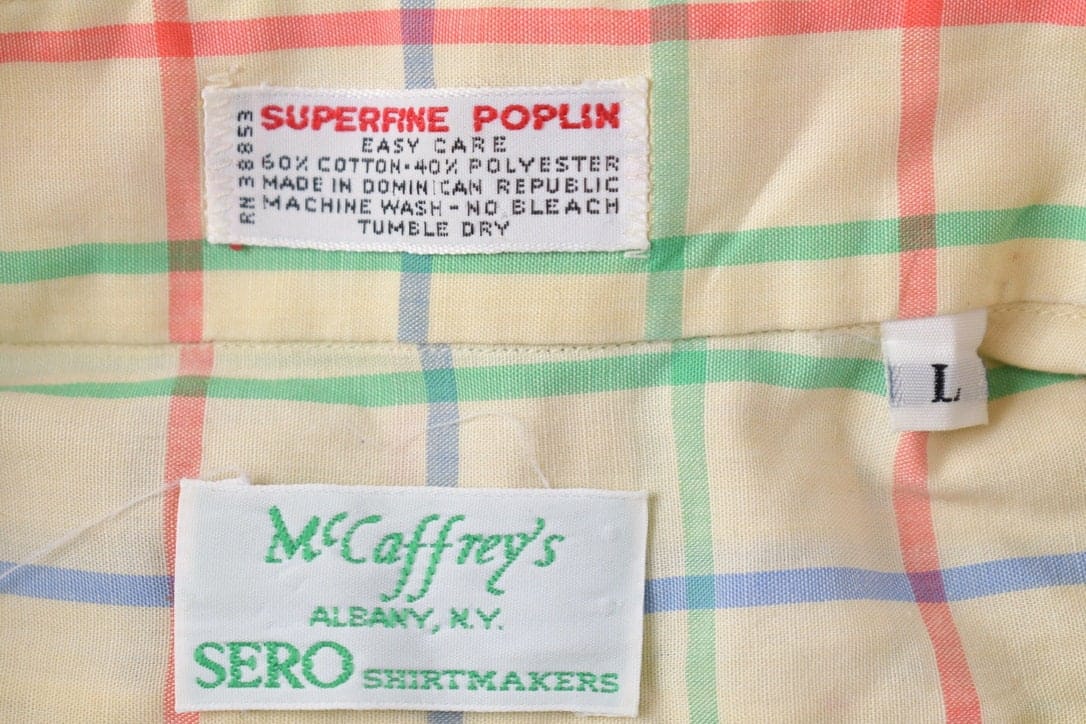 SUPERFINE POPLIN
EASY CARE
60% COTTON-40% POLYESTER
MADE IN DOMINICAN REPUBLIC
MACHINE WASH-NO BLEACH
TUMBLE DRY
RN 38853
L
McCaffrey's
ALBANY, N.Y.
SERO SHIRTMAKERS